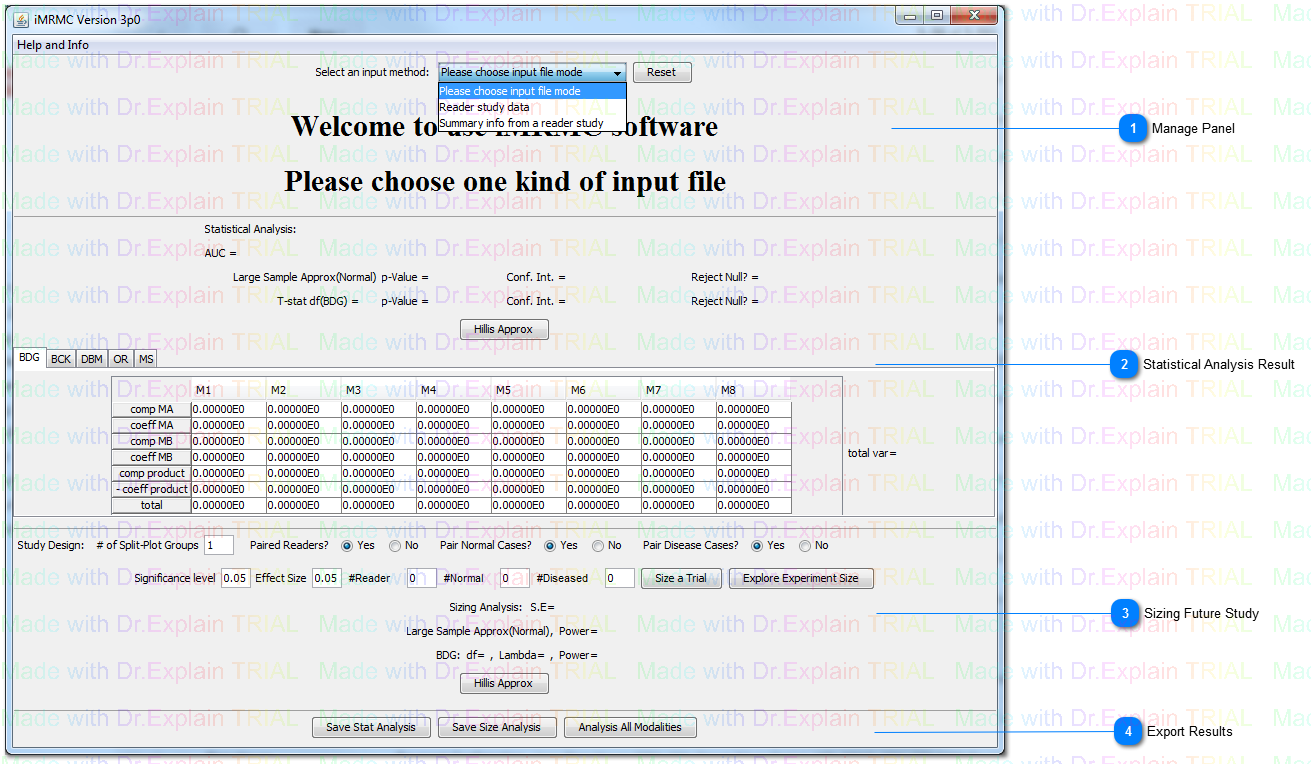 iMRMC Version 3p0
Help and Info
Select an input method: Please choose input file mode Reset
Please choose input file mode
Reader study data
Summary info from a reader study
Welcome to use iMRMC software
1 Manage Panel
Please choose one kind of input file
Statistical Analysis:
AUC =
Large Sample Approx(Normal) p-Value = Conf. Int. = Reject Null? =
T-stat df(BDG) = p-Value = Conf. Int. = Reject Null? =
Hillis Approx
BDG BCK DBM OR MS
2 Statistical Analysis Result
M1 M2 M3 M4 M5 M6 M7 M8
comp MA 0.00000E0 0.00000E0 0.00000E0 0.00000E0 0.00000E0 0.00000E0 0.00000E0 0.00000E0
coeff MA 0.00000E0 0.00000E0 0.00000E0 0.00000E0 0.00000E0 0.00000E0 0.00000E0 0.00000E0
comp MB 0.00000E0 0.00000E0 0.00000E0 0.00000E0 0.00000E0 0.00000E0 0.00000E0 0.00000E0
coeff MB 0.00000E0 0.00000E0 0.00000E0 0.00000E0 0.00000E0 0.00000E0 0.00000E0 0.00000E0
total var=
comp product 0.00000E0 0.00000E0 0.00000E0 0.00000E0 0.00000E0 0.00000E0 0.00000E0 0.00000E0
- coeff product 0.00000E0 0.00000E0 0.00000E0 0.00000E0 0.00000E0 0.00000E0 0.00000E0 0.00000E0
total 0.00000E0 0.00000E0 0.00000E0 0.00000E0 0.00000E0 0.00000E0 0.00000E0 0.00000E0
Study Design: # of Split-Plot Groups 1 Paired Readers? Yes No Pair Normal Cases? Yes No Pair Disease Cases? Yes No
Significance level 0.05 Effect Size 0.05 #Reader 0 #Normal 0 #Diseased 0 Size a Trial Explore Experiment Size
Sizing Analysis: S.E=
3 Sizing Future Study
Large Sample Approx(Normal), Power=
BDG: df= , Lambda= , Power=
Hillis Approx
Save Stat Analysis Save Size Analysis Analysis All Modalities
4 Export Results
Made with Dr.Explain TRIAL